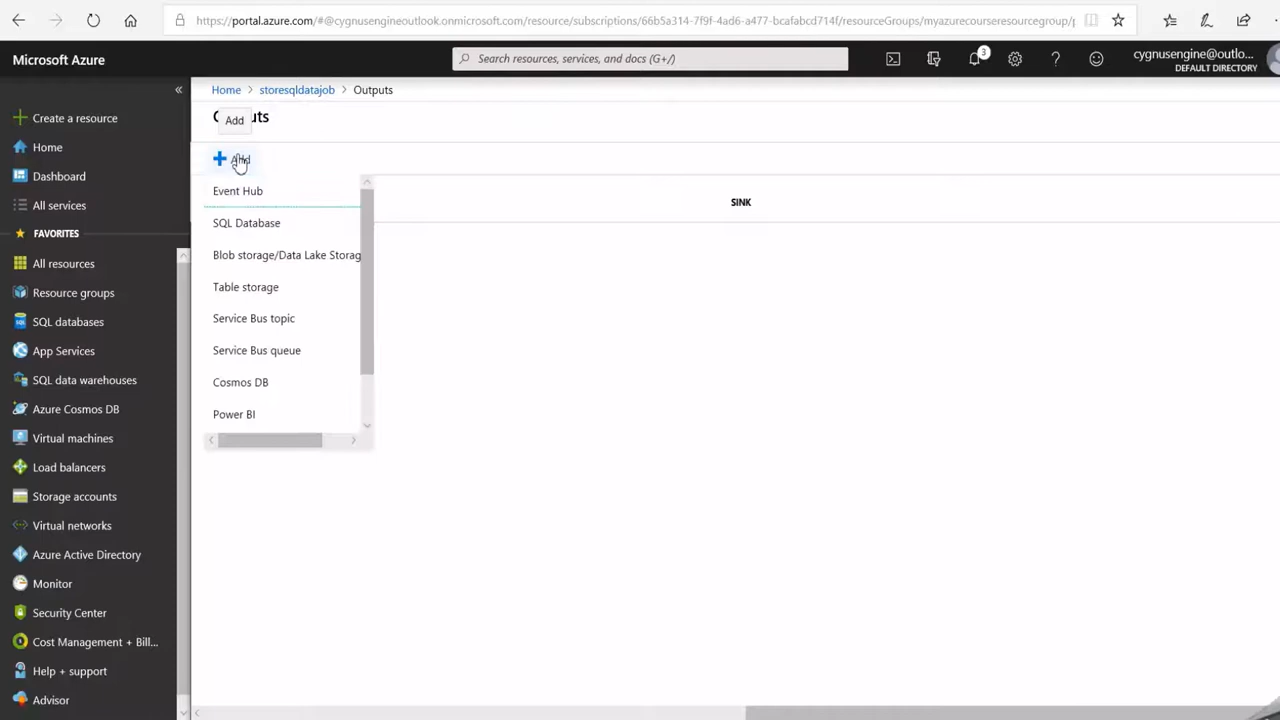 https://portal.azure.com/#@cygnusengineoutlook.onmicrosoft.com/resource/subscriptions/66b5a314-7f9f-4ad6-a477-bcafabcd714f/resourceGroups/myazurecourseresourcegroup/p
Microsoft Azure
Search resources, services, and docs (G+/)
3
cygnusengine@outlo...
DEFAULT DIRECTORY
«
Create a resource
Home
Dashboard
All services
FAVORITES
All resources
Resource groups
SQL databases
App Services
SQL data warehouses
Azure Cosmos DB
Virtual machines
Load balancers
Storage accounts
Virtual networks
Azure Active Directory
Monitor
Security Center
Cost Management + Bill...
Help + support
Advisor
Home > storesqldatajob > Outputs
Add
Add
SINK
Event Hub
SQL Database
Blob storage/Data Lake Storag
Table storage
Service Bus topic
Service Bus queue
Cosmos DB
Power BI